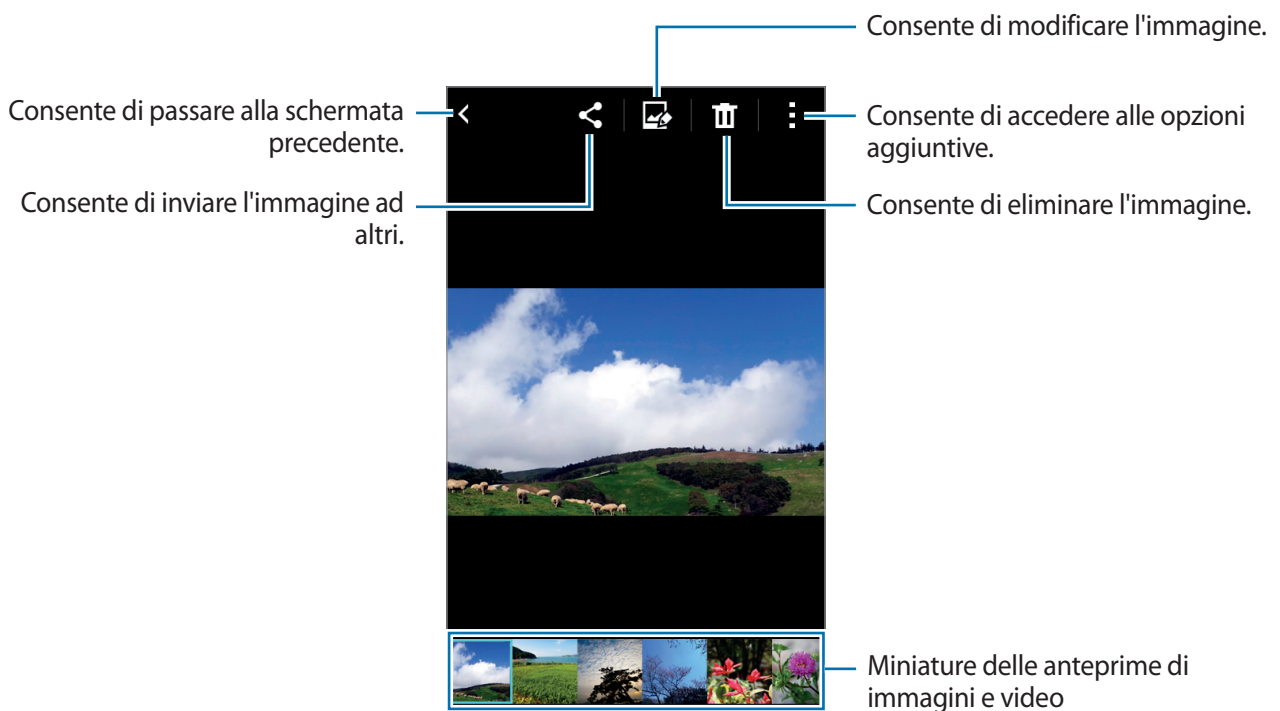 Consente di modificare l'immagine.
Consente di passare alla schermata
precedente.
Consente di accedere alle opzioni
aggiuntive.
Consente di inviare l'immagine ad
altri.
Consente di eliminare l'immagine.
Miniature delle anteprime di
immagini e video